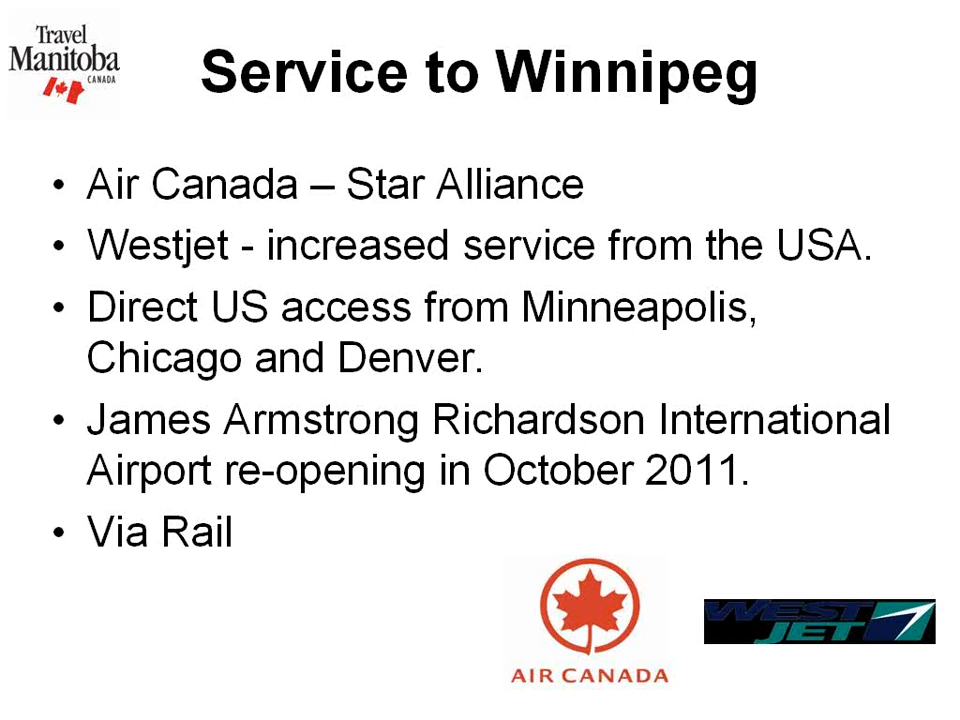 Travel
Manitoba
CANADA
Service to Winnipeg
• Air Canada – Star Alliance
• Westjet - increased service from the USA.
• Direct US access from Minneapolis,
Chicago and Denver.
• James Armstrong Richardson International
Airport re-opening in October 2011.
• Via Rail
AIR CANADA
WEST
JET